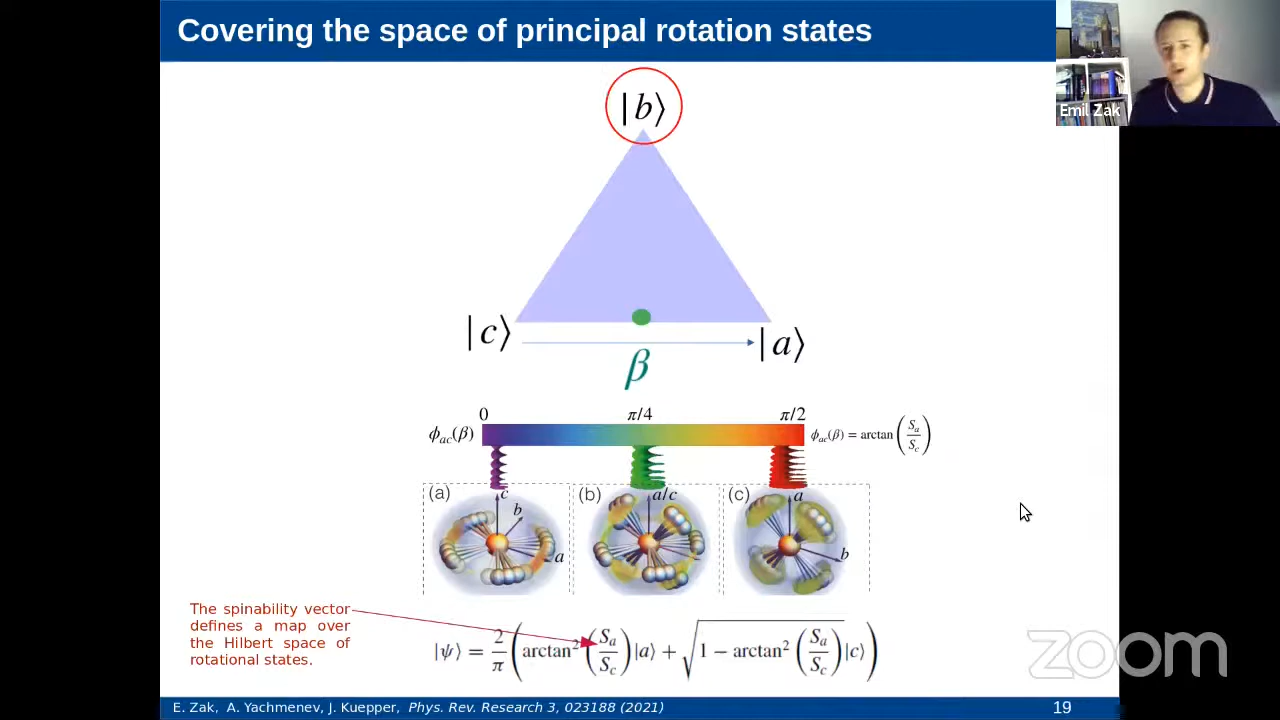 Covering the space of principal rotation states
Emil Zak
|b⟩
|c⟩
|a⟩
β
0 π/4 π/2
ϕ_ac(β) ϕ_ac(β) = arctan(S_a/S_c)
(a) c b a
(b) a/c
(c) a b
The spinability vector
defines a map over
the Hilbert space of
rotational states.
|ψ⟩ = 2/π (arctan²(S_a/S_c)|a⟩ + √(1 − arctan²(S_a/S_c))|c⟩)
zoom
E. Zak, A. Yachmenev, J. Kuepper, Phys. Rev. Research 3, 023188 (2021)
19